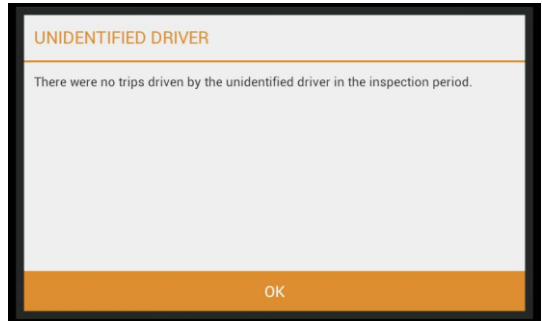 UNIDENTIFIED DRIVER
There were no trips driven by the unidentified driver in the inspection period.
OK